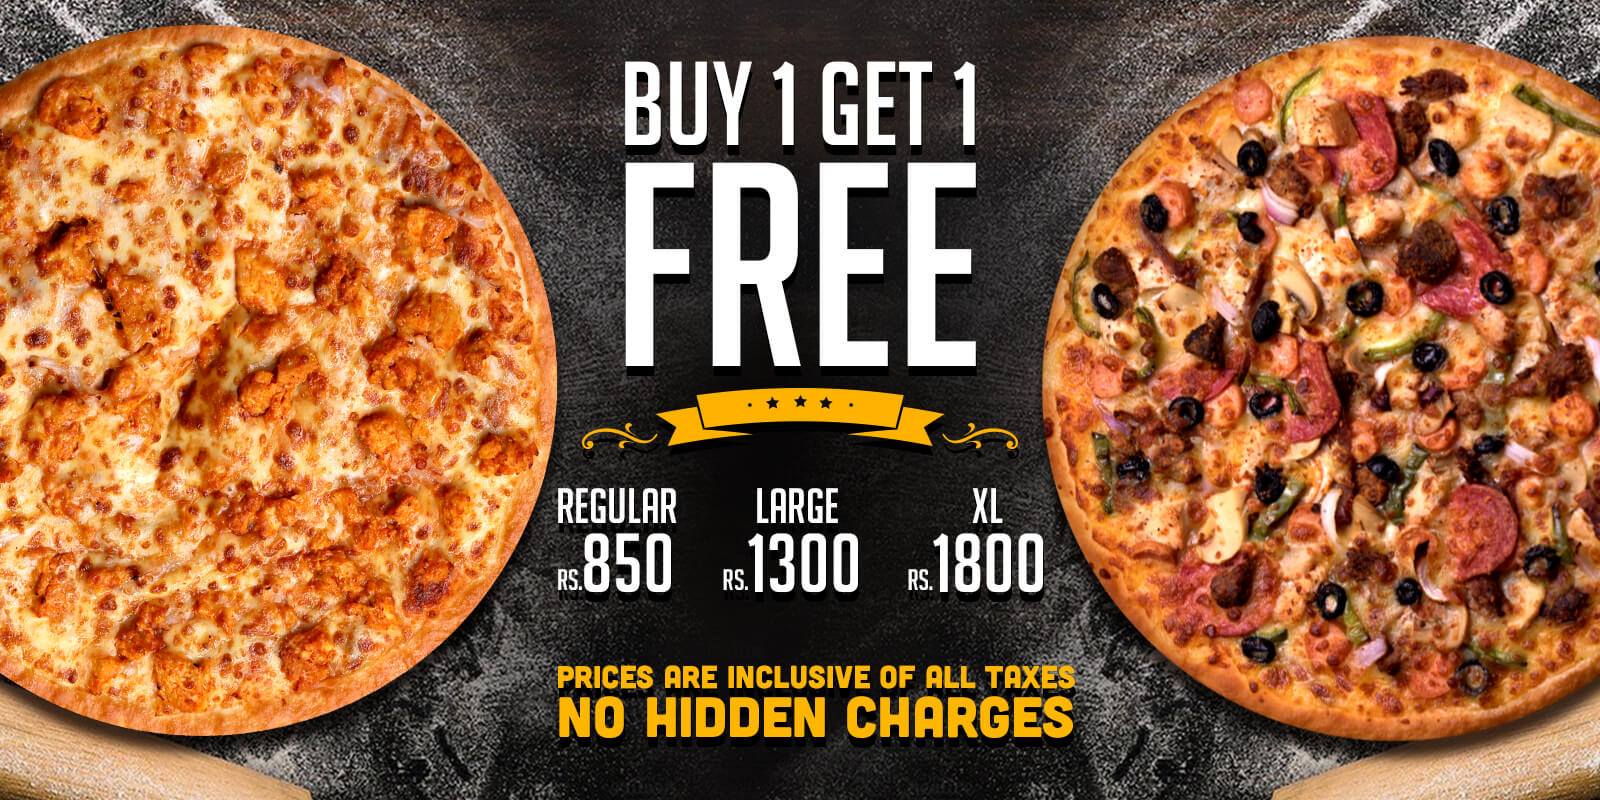 BUY 1 GET 1
FREE
REGULAR LARGE XL
RS.850 RS.1300 RS.1800
PRICES ARE INCLUSIVE OF ALL TAXES
NO HIDDEN CHARGES